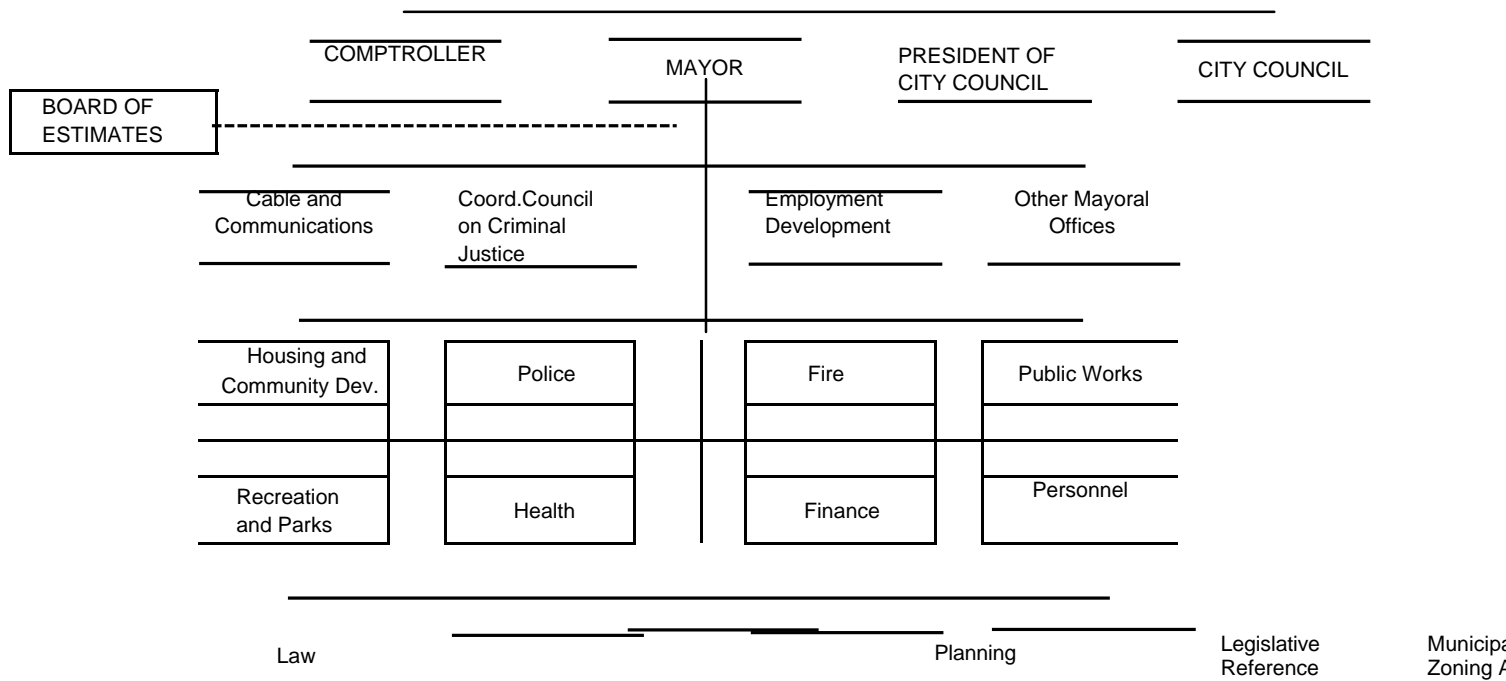 COMPTROLLER
MAYOR
PRESIDENT OF
CITY COUNCIL
CITY COUNCIL
BOARD OF
ESTIMATES
Cable and
Communications
Coord.Council
on Criminal
Justice
Employment
Development
Other Mayoral
Offices
Housing and
Community Dev.
Police
Fire
Public Works
Recreation
and Parks
Health
Finance
Personnel
Law
Planning
Legislative
Reference
Zoning